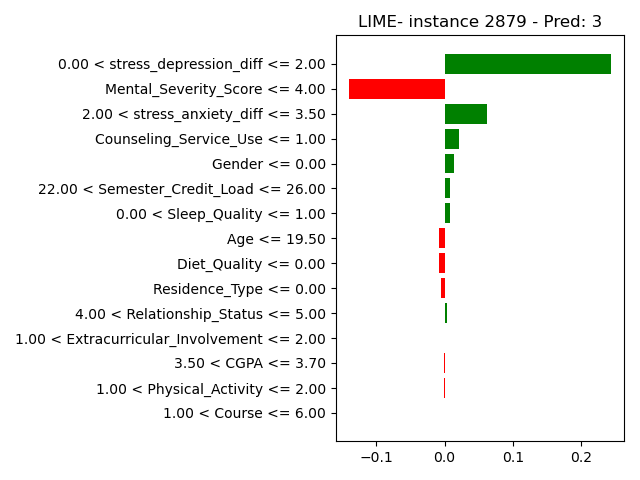 LIME- instance 2879 - Pred: 3
0.00 < stress_depression_diff <= 2.00
Mental_Severity_Score <= 4.00
2.00 < stress_anxiety_diff <= 3.50
Counseling_Service_Use <= 1.00
Gender <= 0.00
22.00 < Semester_Credit_Load <= 26.00
0.00 < Sleep_Quality <= 1.00
Age <= 19.50
Diet_Quality <= 0.00
Residence_Type <= 0.00
4.00 < Relationship_Status <= 5.00
1.00 < Extracurricular_Involvement <= 2.00
3.50 < CGPA <= 3.70
1.00 < Physical_Activity <= 2.00
1.00 < Course <= 6.00
−0.1 0.0 0.1 0.2